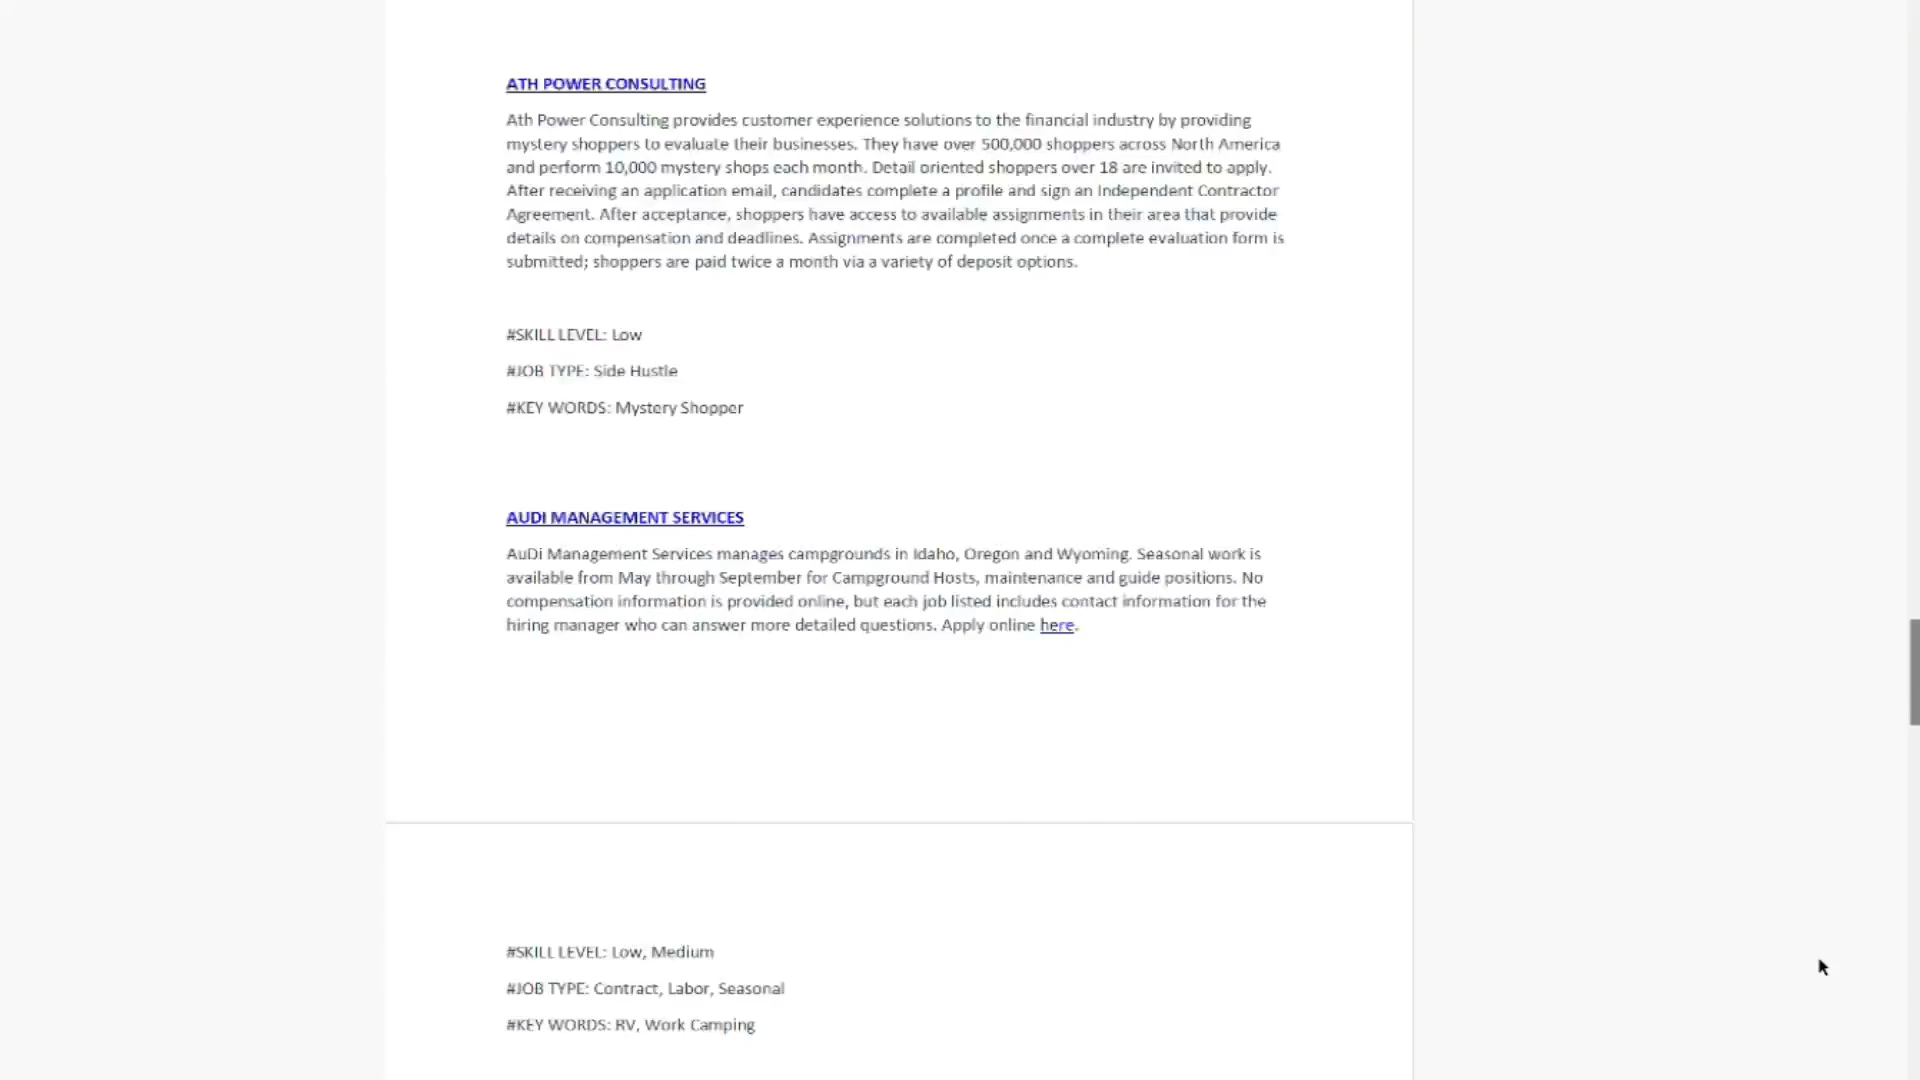 ATH POWER CONSULTING
Ath Power Consulting provides customer experience solutions to the financial industry by providing
mystery shoppers to evaluate their businesses. They have over 500,000 shoppers across North America
and perform 10,000 mystery shops each month. Detail oriented shoppers over 18 are invited to apply.
After receiving an application email, candidates complete a profile and sign an Independent Contractor
Agreement. After acceptance, shoppers have access to available assignments in their area that provide
details on compensation and deadlines. Assignments are completed once a complete evaluation form is
submitted; shoppers are paid twice a month via a variety of deposit options.
#SKILL LEVEL: Low
#JOB TYPE: Side Hustle
#KEY WORDS: Mystery Shopper
AUDI MANAGEMENT SERVICES
AuDi Management Services manages campgrounds in Idaho, Oregon and Wyoming. Seasonal work is
available from May through September for Campground Hosts, maintenance and guide positions. No
compensation information is provided online, but each job listed includes contact information for the
hiring manager who can answer more detailed questions. Apply online here.
#SKILL LEVEL: Low, Medium
#JOB TYPE: Contract, Labor, Seasonal
#KEY WORDS: RV, Work Camping